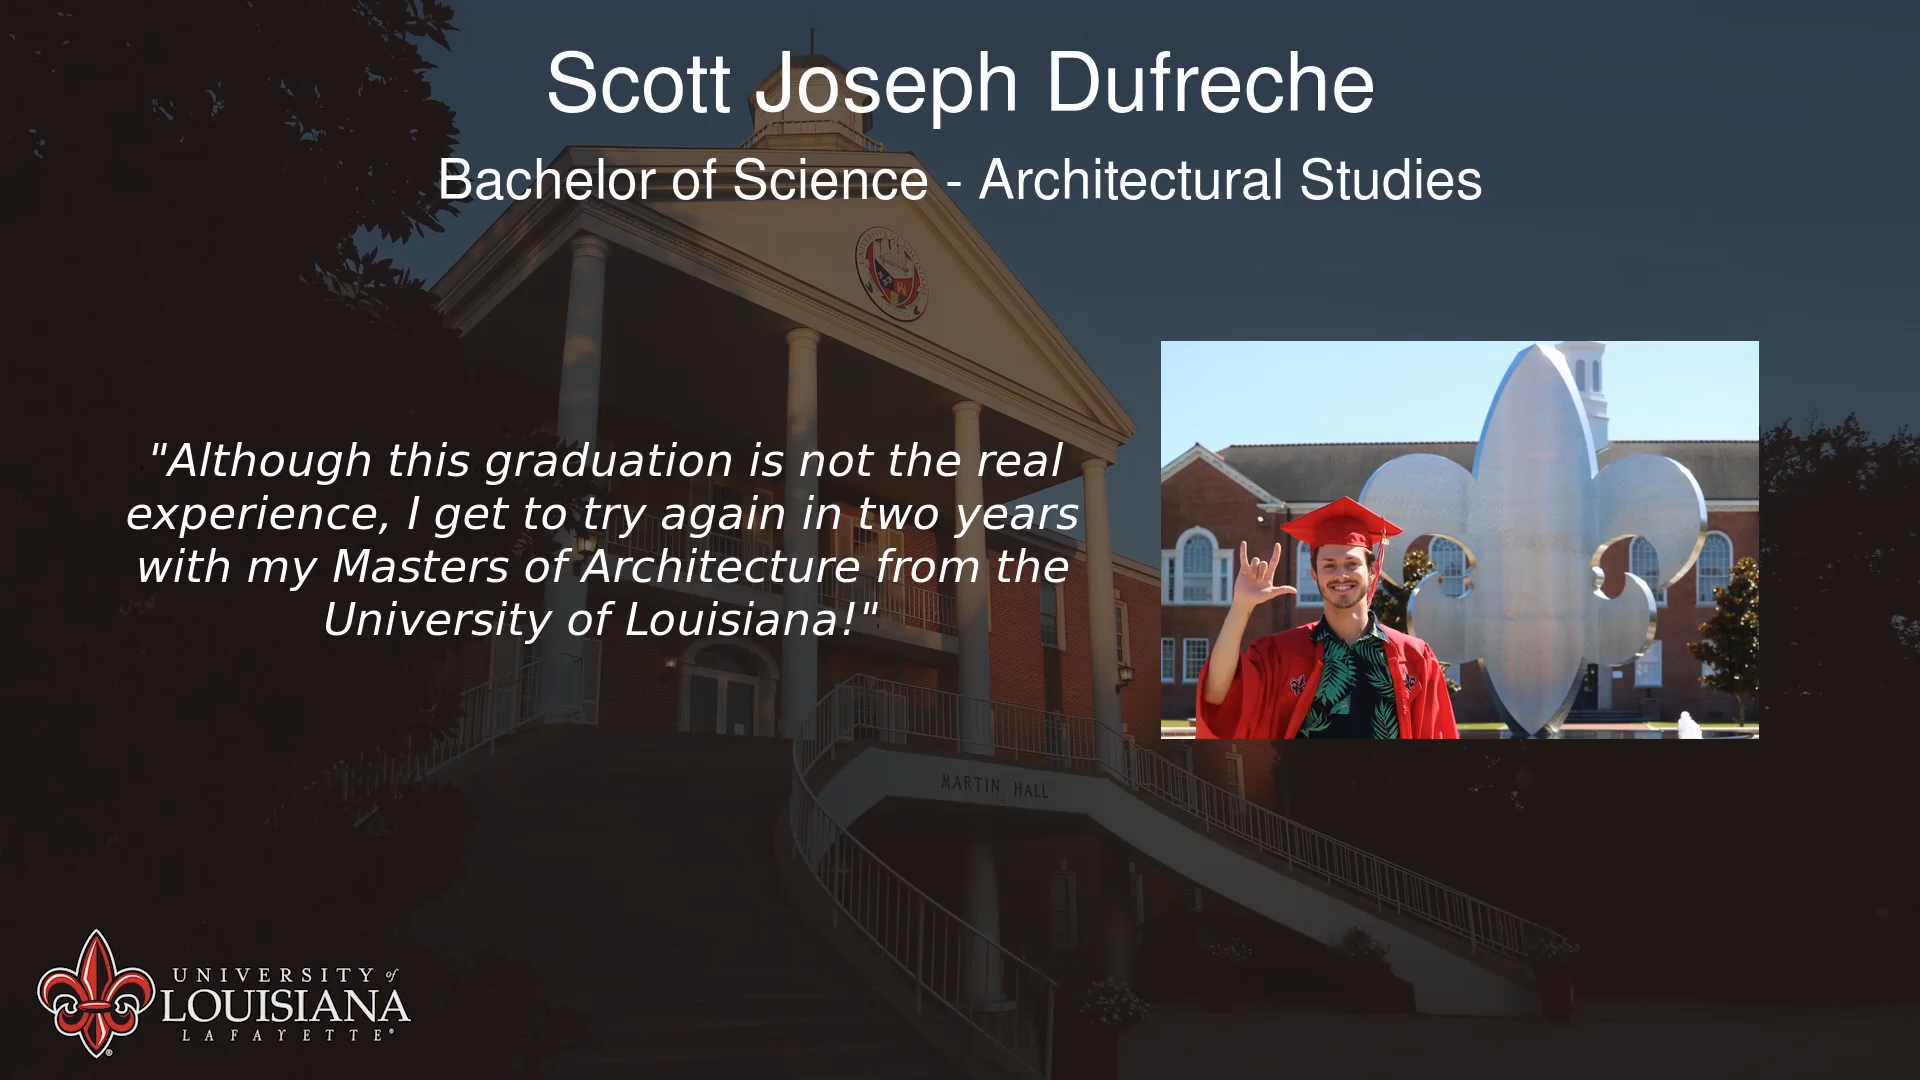 Scott Joseph Dufreche
Bachelor of Science - Architectural Studies
"Although this graduation is not the real
experience, I get to try again in two years
with my Masters of Architecture from the
University of Louisiana!"
MARTIN HALL
UNIVERSITY of
LOUISIANA
LAFAYETTE®